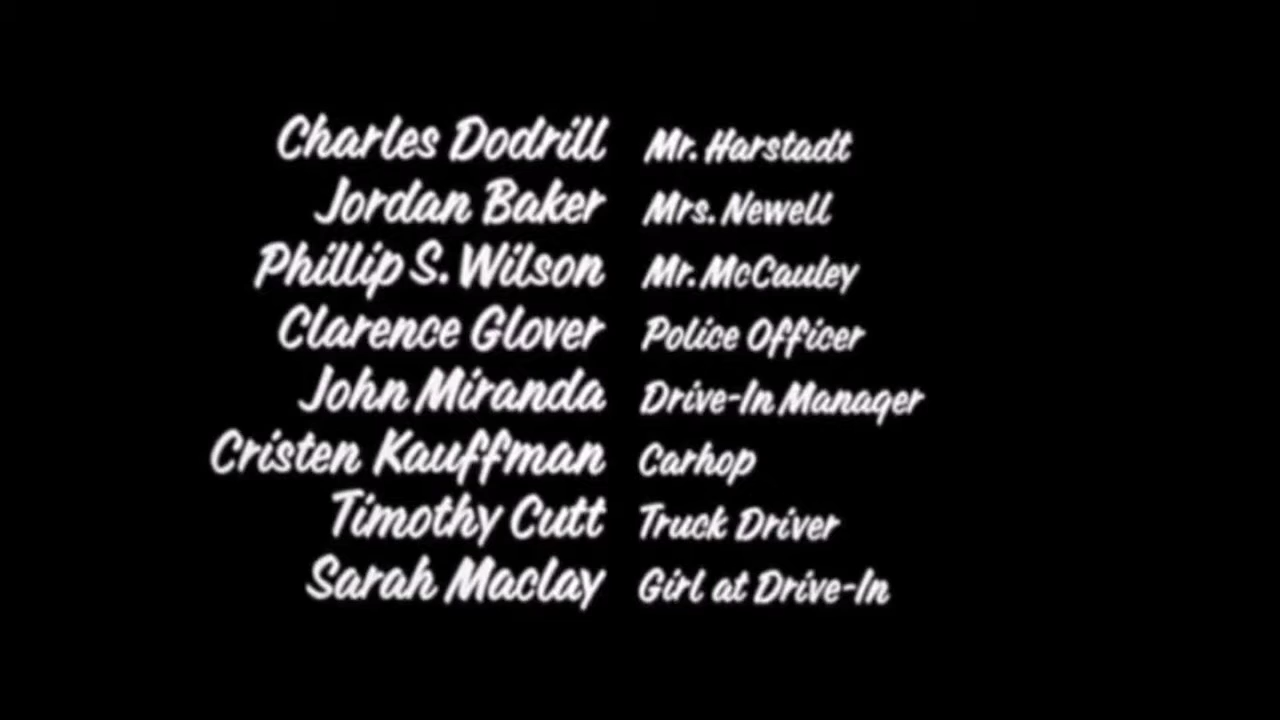 Charles Dodrill Mr. Harstadt
Jordan Baker Mrs. Newell
Phillip S. Wilson Mr. McCauley
Clarence Glover Police Officer
John Miranda Drive-In Manager
Cristen Kauffman Carhop
Timothy Cutt Truck Driver
Sarah Maclay Girl at Drive-In